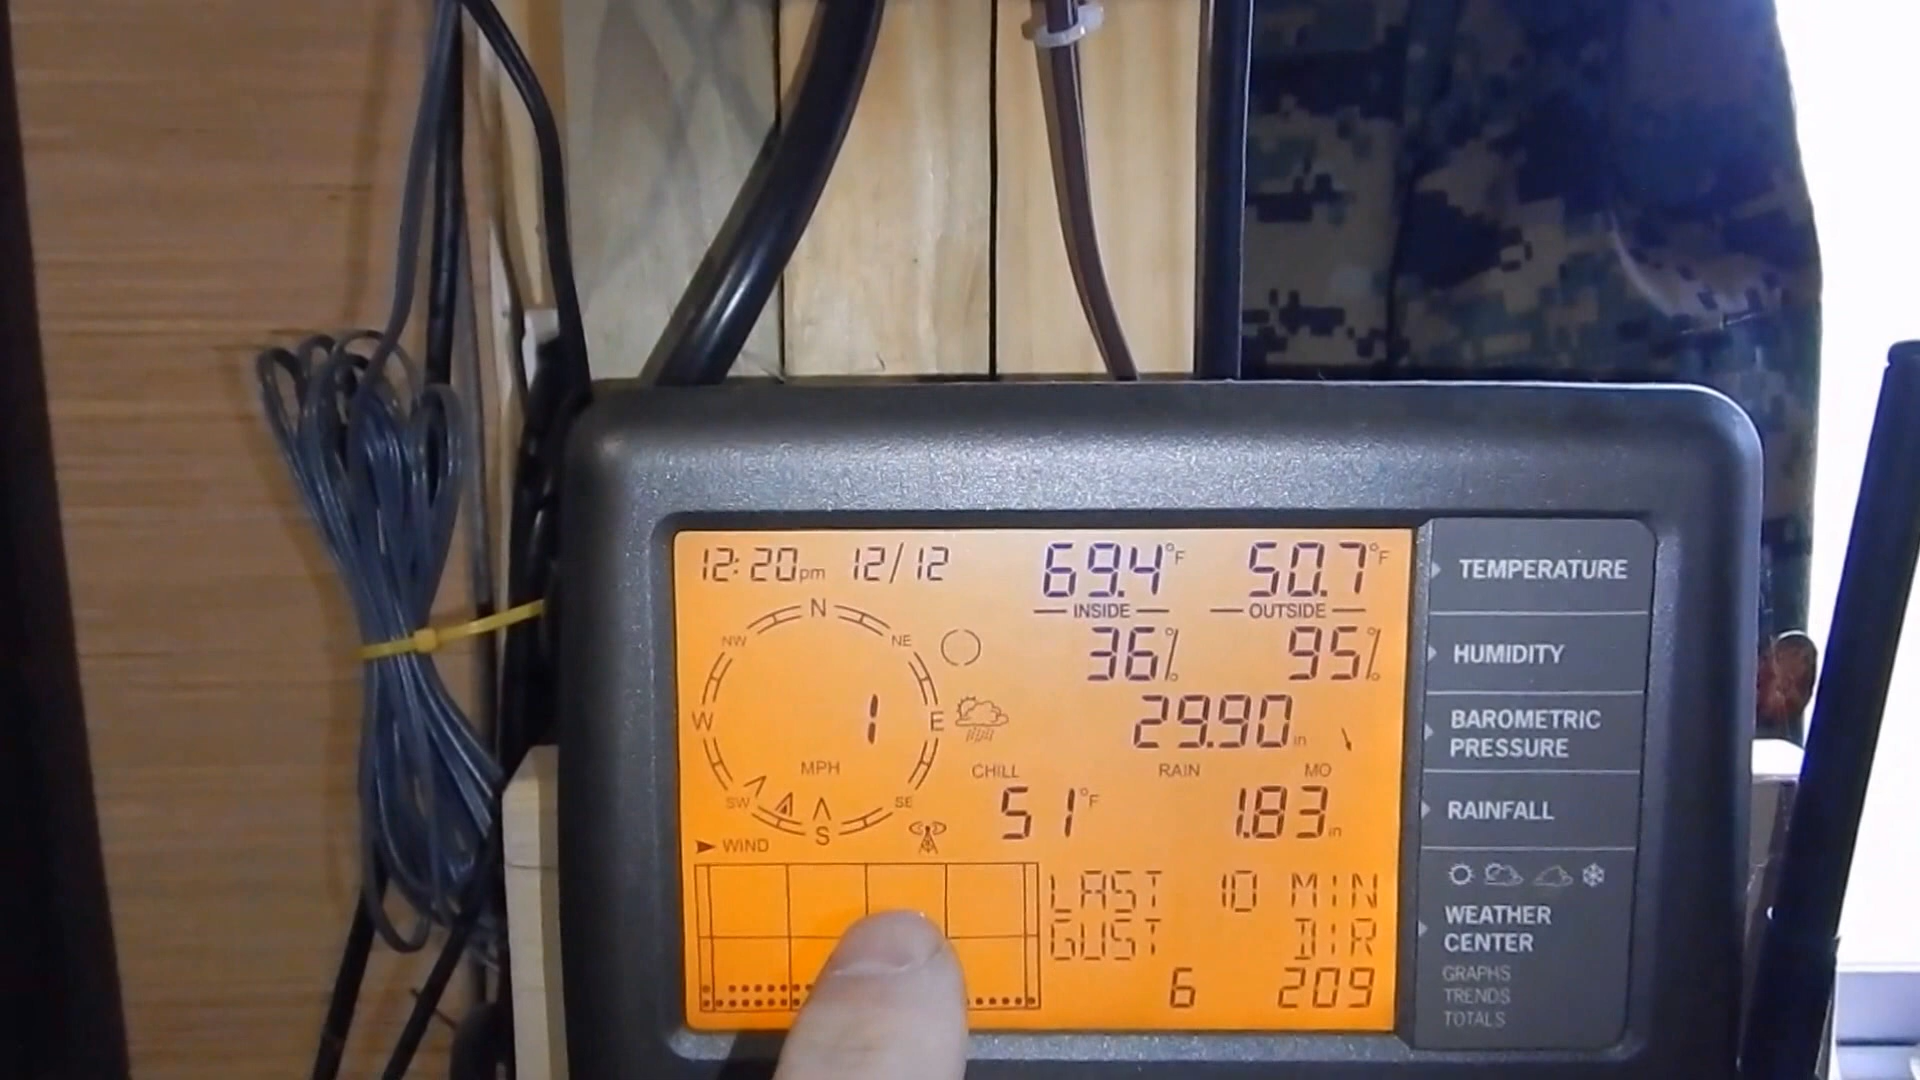 12:20pm 12/12 69.4°F 50.7°F
INSIDE OUTSIDE
TEMPERATURE
N
NW NE
36% 95%
HUMIDITY
W 1 E
29.90in
BAROMETRIC
PRESSURE
MPH
CHILL RAIN MO
SW SE
S
51°F 1.83in
RAINFALL
WIND
LAST 10 MIN
GUST DIR
6 209
WEATHER
CENTER
GRAPHS
TRENDS
TOTALS